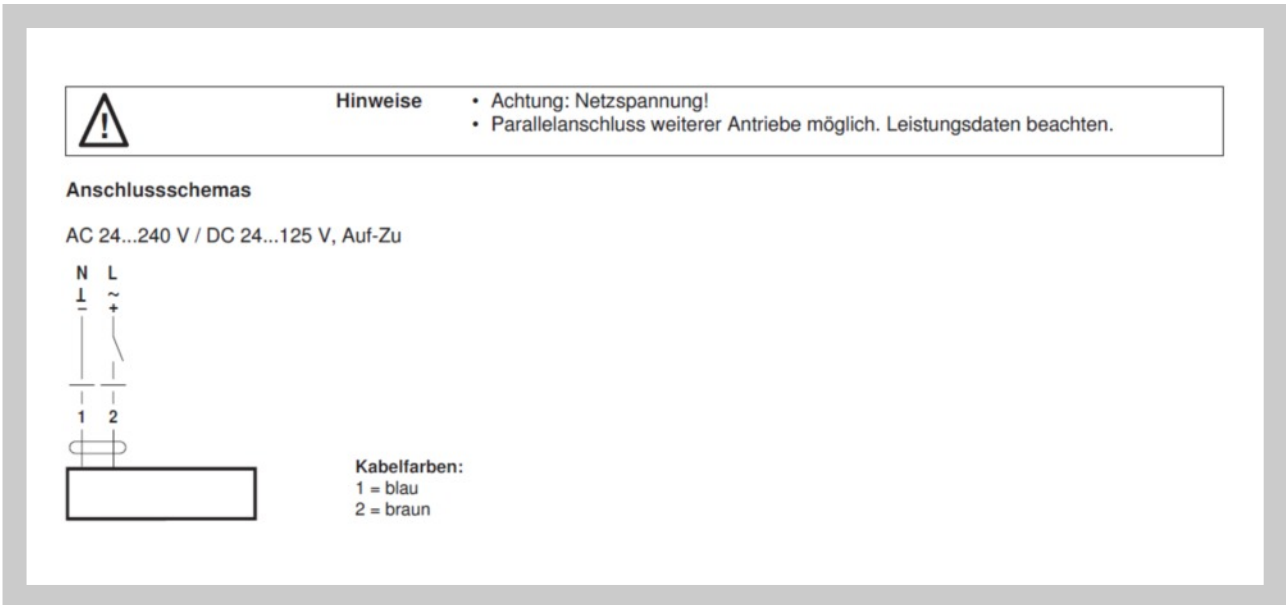 Hinweise
• Achtung: Netzspannung!
• Parallelanschluss weiterer Antriebe möglich. Leistungsdaten beachten.
Anschlussschemas
AC 24...240 V / DC 24...125 V, Auf-Zu
N L
⊥ ~
– +
1 2
Kabelfarben:
1 = blau
2 = braun